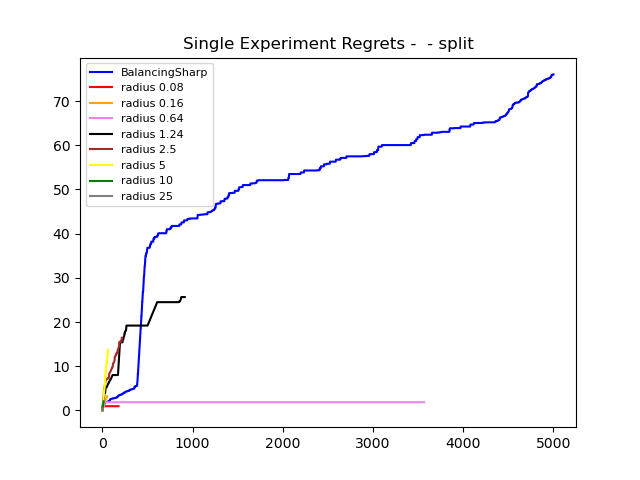 Single Experiment Regrets -  - split
BalancingSharp
radius 0.08
radius 0.16
radius 0.64
radius 1.24
radius 2.5
radius 5
radius 10
radius 25
70
60
50
40
30
20
10
0
0 1000 2000 3000 4000 5000